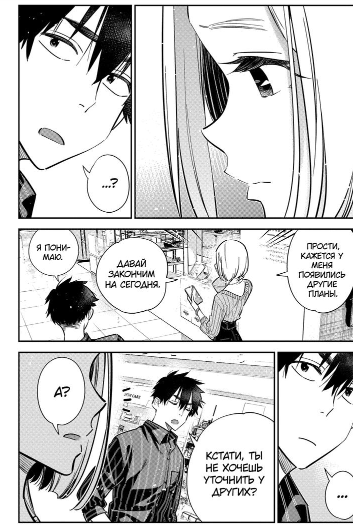 ...?
ПРОСТИ,
КАЖЕТСЯ У
МЕНЯ
ПОЯВИЛИСЬ
ДРУГИЕ
ПЛАНЫ.
ДАВАЙ
ЗАКОНЧИМ
НА СЕГОДНЯ.
Я ПОНИ-
МАЮ.
...
КСТАТИ, ТЫ
НЕ ХОЧЕШЬ
УТОЧНИТЬ У
ДРУГИХ?
А?